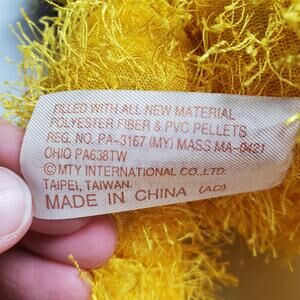 FILLED WITH ALL NEW MATERIAL
POLYESTER FIBER & PVC PELLETS
REG. NO. PA-3167 (MY) MASS MA-0421
OHIO PA638TW
©MTY INTERNATIONAL CO.,LTD
TAIPEI, TAIWAN.
MADE IN CHINA (AD)